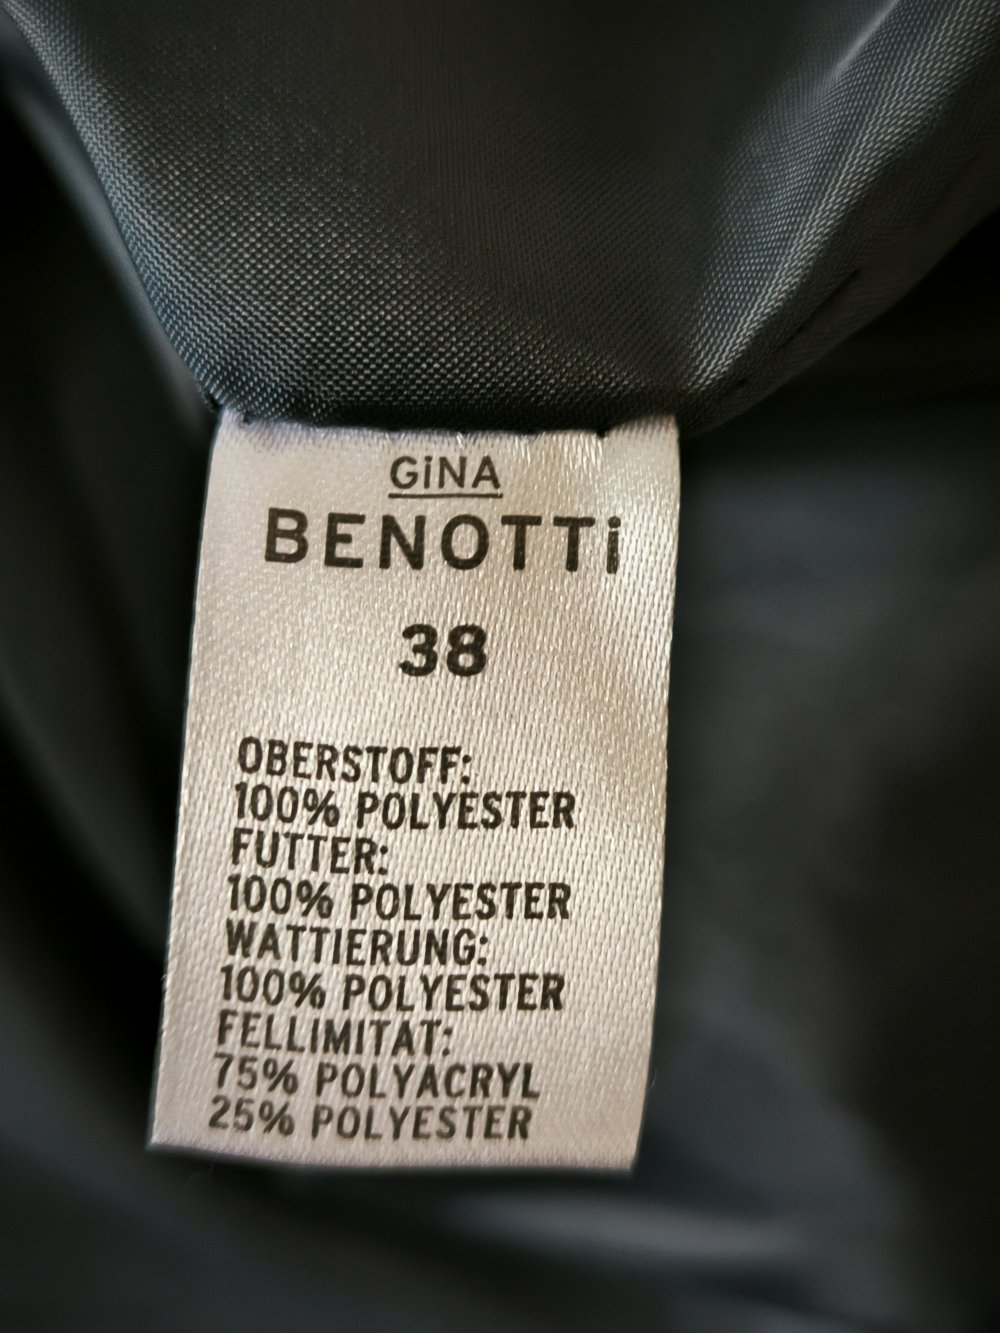 GiNA
BENOTTi
38
OBERSTOFF:
100% POLYESTER
FUTTER:
100% POLYESTER
WATTIERUNG:
100% POLYESTER
FELLIMITAT:
75% POLYACRYL
25% POLYESTER